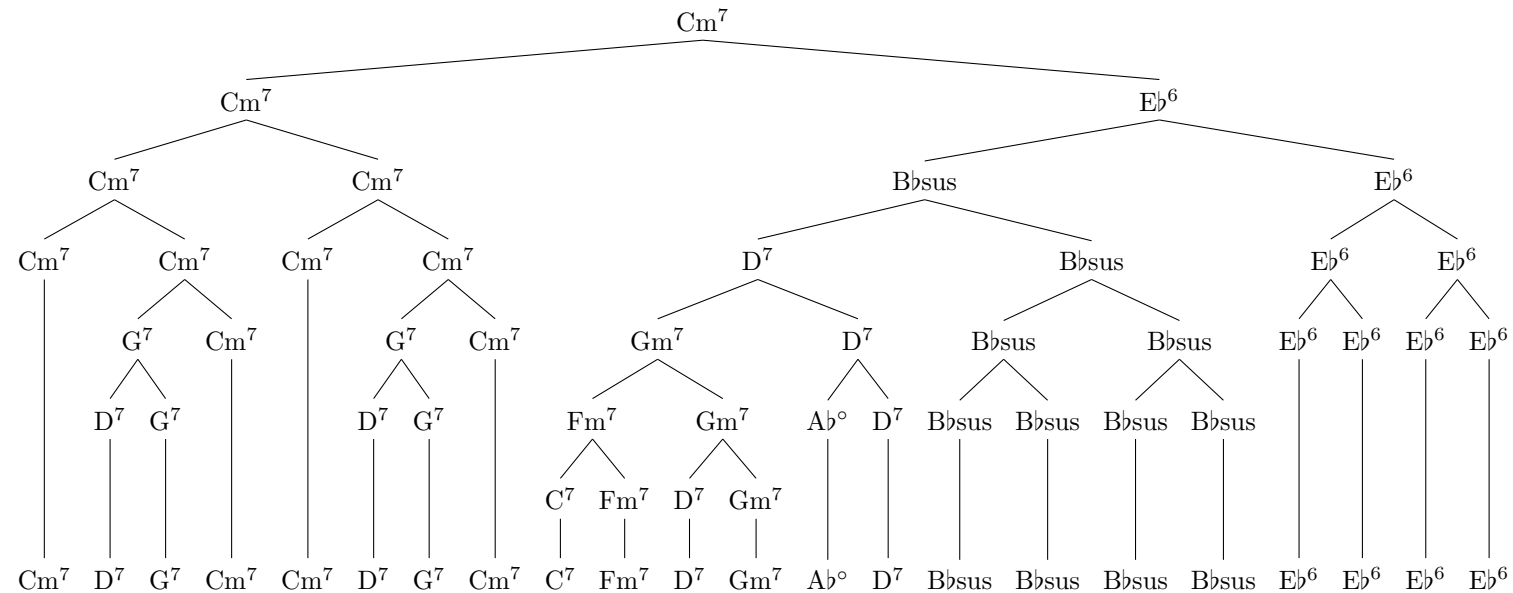 Cm⁷
Cm⁷ E♭⁶
Cm⁷ Cm⁷ B♭sus E♭⁶
Cm⁷ Cm⁷ Cm⁷ Cm⁷ D⁷ B♭sus E♭⁶ E♭⁶
G⁷ Cm⁷ G⁷ Cm⁷ Gm⁷ D⁷ B♭sus B♭sus E♭⁶ E♭⁶ E♭⁶ E♭⁶
D⁷ G⁷ D⁷ G⁷ Fm⁷ Gm⁷ A♭° D⁷ B♭sus B♭sus B♭sus B♭sus
C⁷ Fm⁷ D⁷ Gm⁷
Cm⁷ D⁷ G⁷ Cm⁷ Cm⁷ D⁷ G⁷ Cm⁷ C⁷ Fm⁷ D⁷ Gm⁷ A♭° D⁷ B♭sus B♭sus B♭sus B♭sus E♭⁶ E♭⁶ E♭⁶ E♭⁶